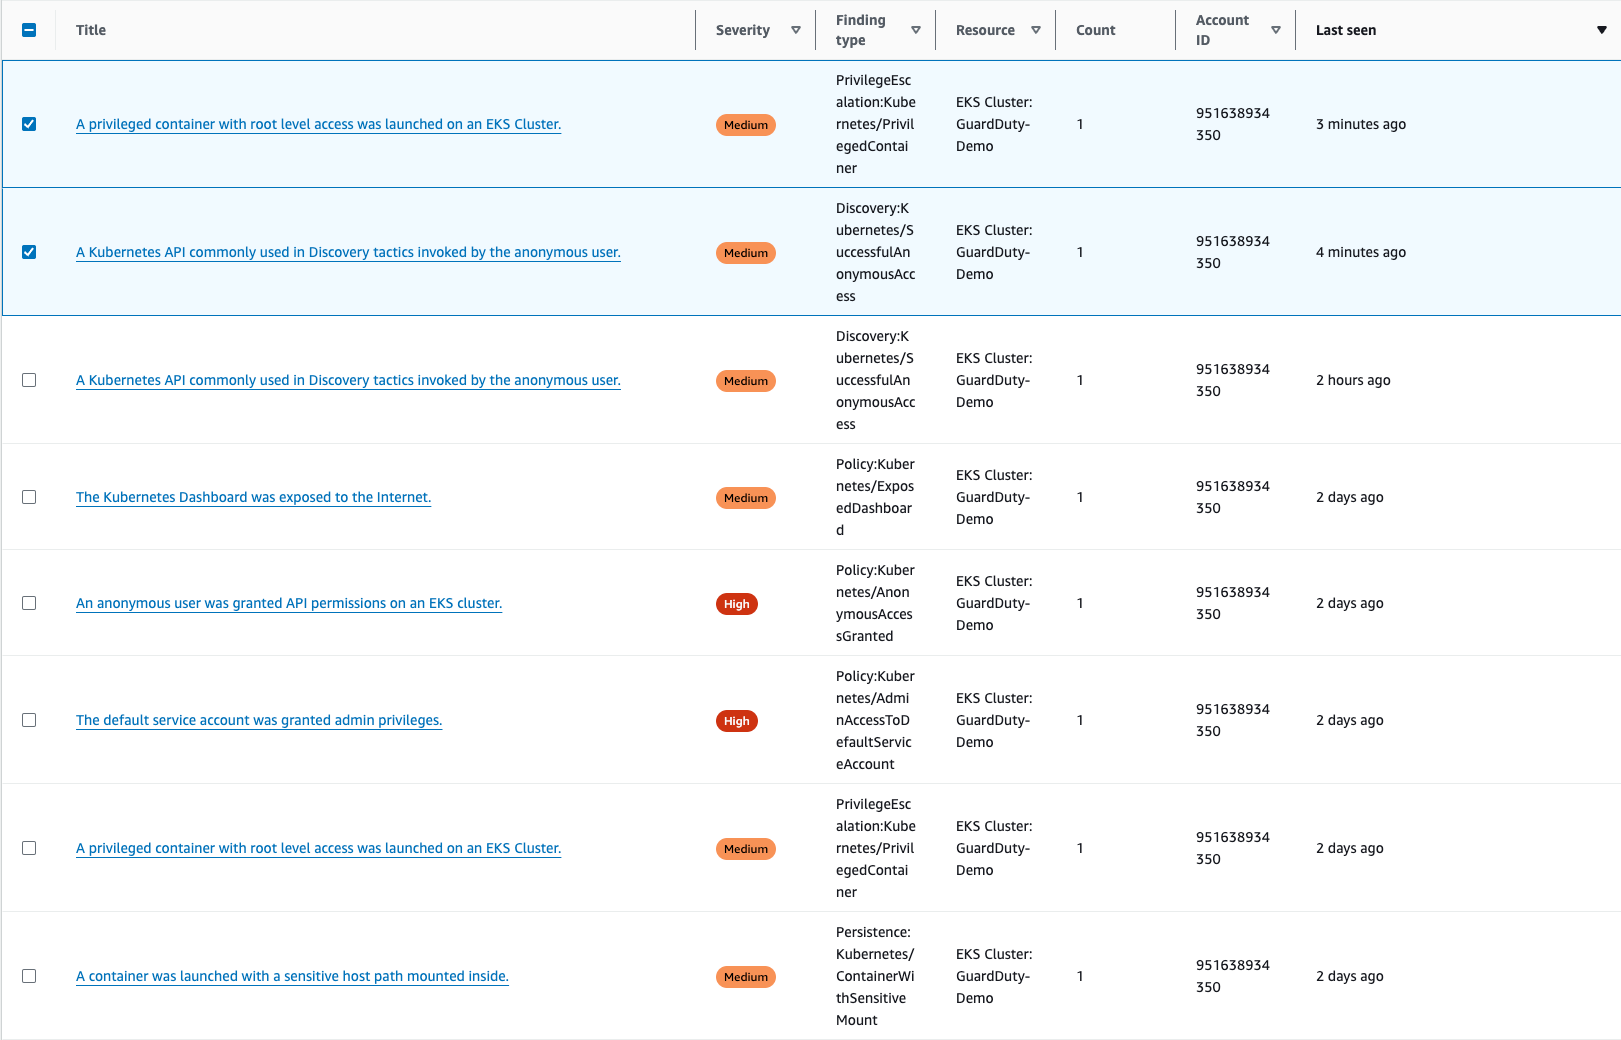 Title
Severity
Finding
type
Resource
Count
Account
ID
Last seen
A privileged container with root level access was launched on an EKS Cluster.
Medium
PrivilegeEsc
alation:Kube
rnetes/Privil
egedContai
ner
EKS Cluster:
GuardDuty-
Demo
1
951638934
350
3 minutes ago
A Kubernetes API commonly used in Discovery tactics invoked by the anonymous user.
Medium
Discovery:K
ubernetes/S
uccessfulAn
onymousAcc
ess
EKS Cluster:
GuardDuty-
Demo
1
951638934
350
4 minutes ago
A Kubernetes API commonly used in Discovery tactics invoked by the anonymous user.
Medium
Discovery:K
ubernetes/S
uccessfulAn
onymousAcc
ess
EKS Cluster:
GuardDuty-
Demo
1
951638934
350
2 hours ago
The Kubernetes Dashboard was exposed to the Internet.
Medium
Policy:Kuber
netes/Expos
edDashboar
d
EKS Cluster:
GuardDuty-
Demo
1
951638934
350
2 days ago
An anonymous user was granted API permissions on an EKS cluster.
High
Policy:Kuber
netes/Anon
ymousAcces
sGranted
EKS Cluster:
GuardDuty-
Demo
1
951638934
350
2 days ago
The default service account was granted admin privileges.
High
Policy:Kuber
netes/Admi
nAccessToD
efaultServic
eAccount
EKS Cluster:
GuardDuty-
Demo
1
951638934
350
2 days ago
A privileged container with root level access was launched on an EKS Cluster.
Medium
PrivilegeEsc
alation:Kube
rnetes/Privil
egedContai
ner
EKS Cluster:
GuardDuty-
Demo
1
951638934
350
2 days ago
A container was launched with a sensitive host path mounted inside.
Medium
Persistence:
Kubernetes/
ContainerWi
thSensitive
Mount
EKS Cluster:
GuardDuty-
Demo
1
951638934
350
2 days ago